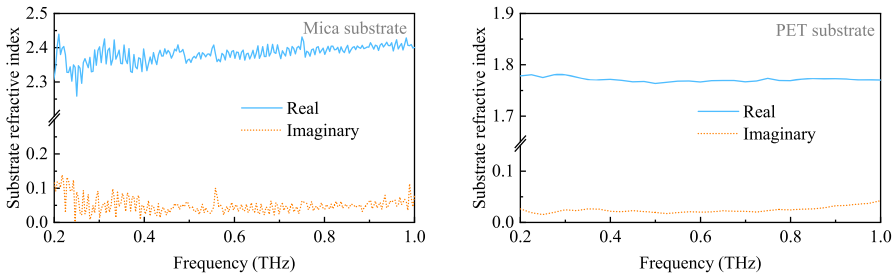 Mica substrate
Substrate refractive index
2.5
2.4
2.3
0.2
0.1
0.0
Real
Imaginary
0.2 0.4 0.6 0.8 1.0
Frequency (THz)
PET substrate
Substrate refractive index
1.9
1.8
1.7
0.1
0.0
Real
Imaginary
0.2 0.4 0.6 0.8 1.0
Frequency (THz)